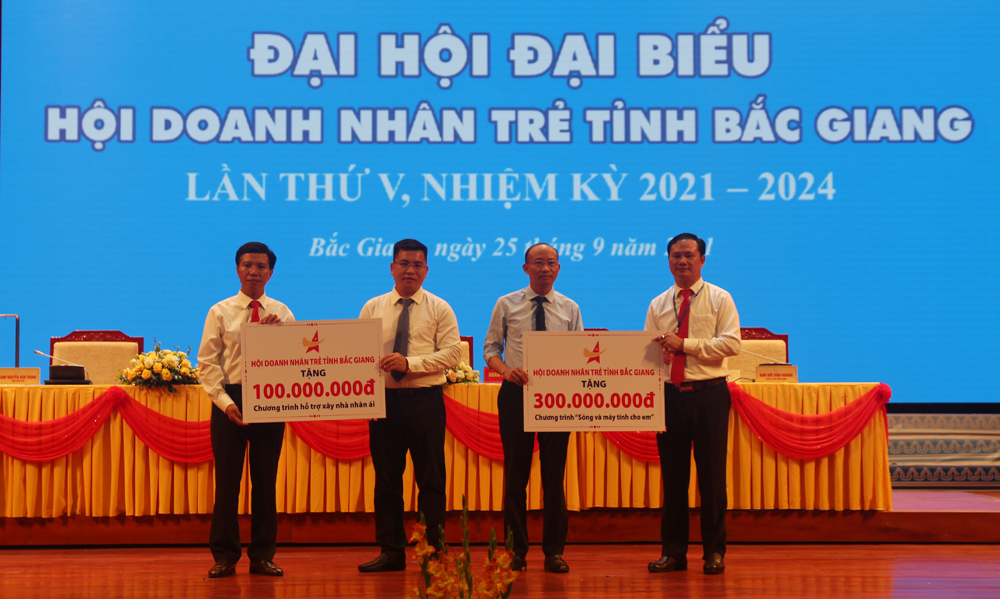 ĐẠI HỘI ĐẠI BIỂU
HỘI DOANH NHÂN TRẺ TỈNH BẮC GIANG
LẦN THỨ V, NHIỆM KỲ 2021 – 2024
Bắc ngày 25 tháng 9 năm
HỘI DOANH NHÂN TRẺ TỈNH BẮC GIANG
TẶNG
100.000.000đ
Chương trình hỗ trợ xây nhà nhân ái
HỘI DOANH NHÂN TRẺ TỈNH BẮC GIANG
TẶNG
300.000.000đ
Chương trình "Sóng và máy tính cho em"